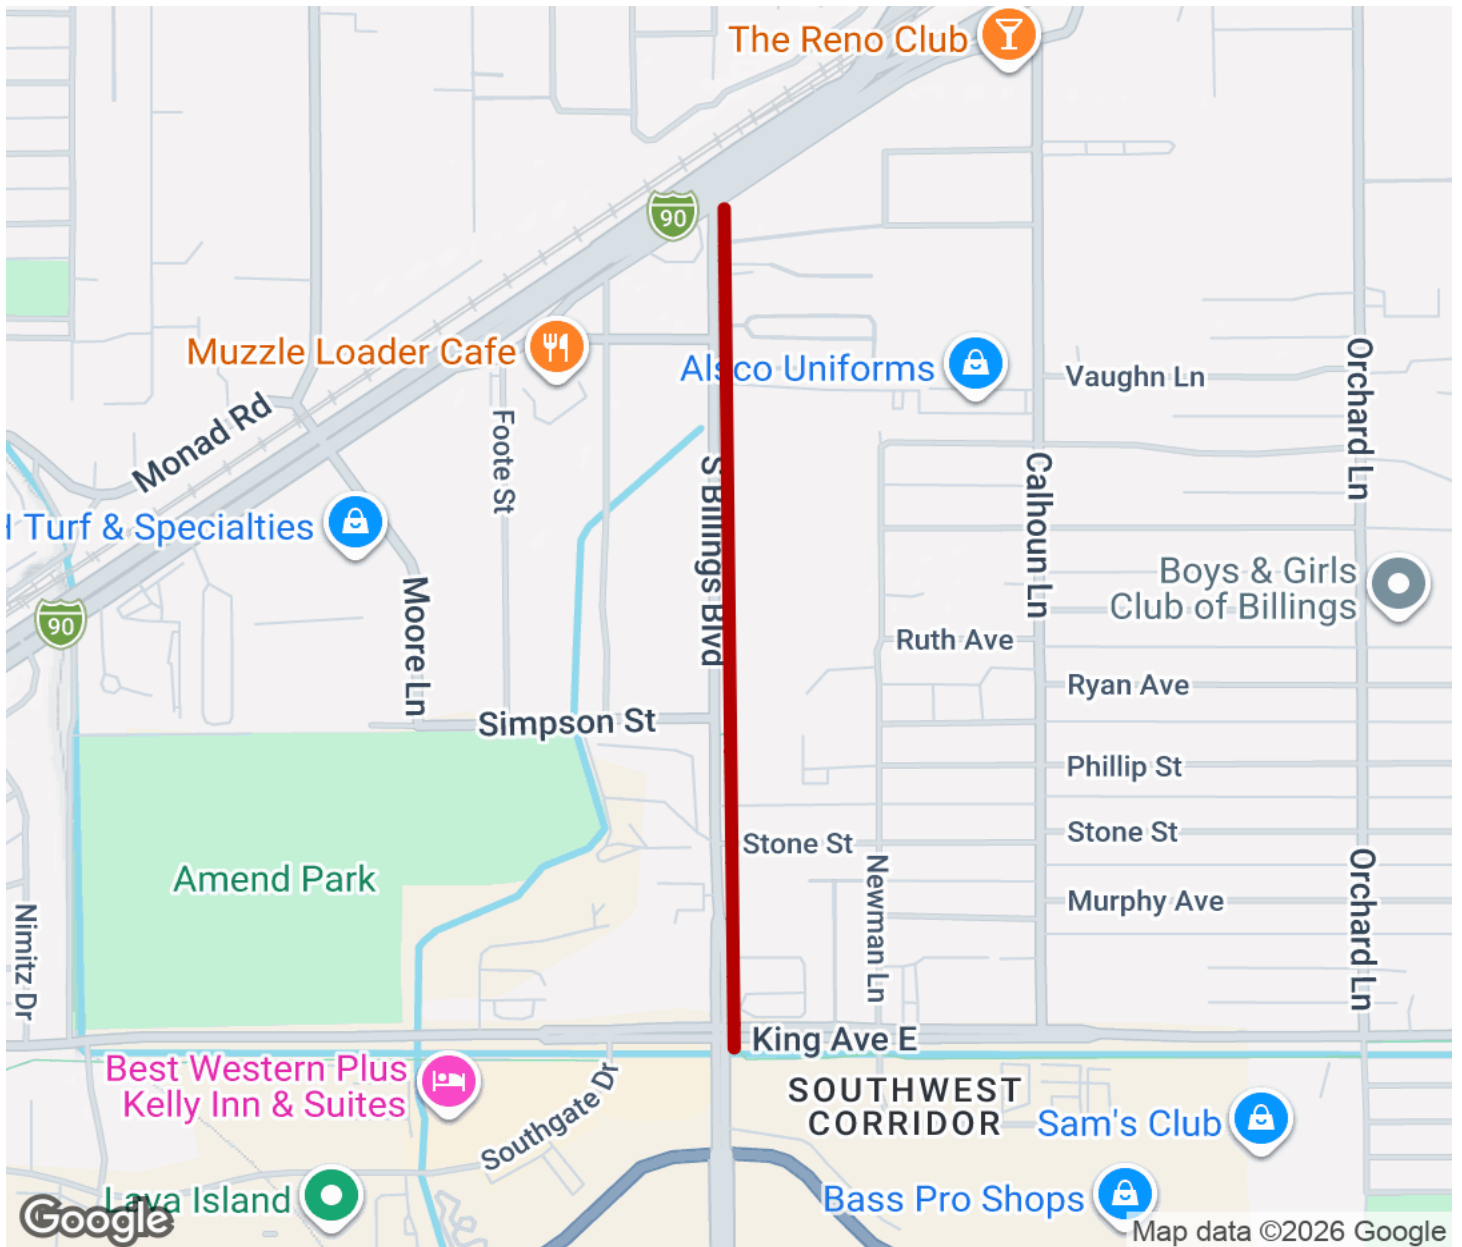 The Reno Club
90
Muzzle Loader Cafe
Alsco Uniforms
Vaughn Ln
Orchard Ln
Monad Rd
Foote St
S Billings Blvd
Calhoun Ln
Turf & Specialties
Boys & Girls
Club of Billings
Moore Ln
90
Ruth Ave
Ryan Ave
Simpson St
Phillip St
Stone St
Stone St
Amend Park
Newman Ln
Murphy Ave
Orchard Ln
Nimitz Dr
King Ave E
Best Western Plus
Kelly Inn & Suites
Southgate Dr
SOUTHWEST
CORRIDOR
Sam's Club
Lava Island
Bass Pro Shops
Google
Map data ©2026 Google